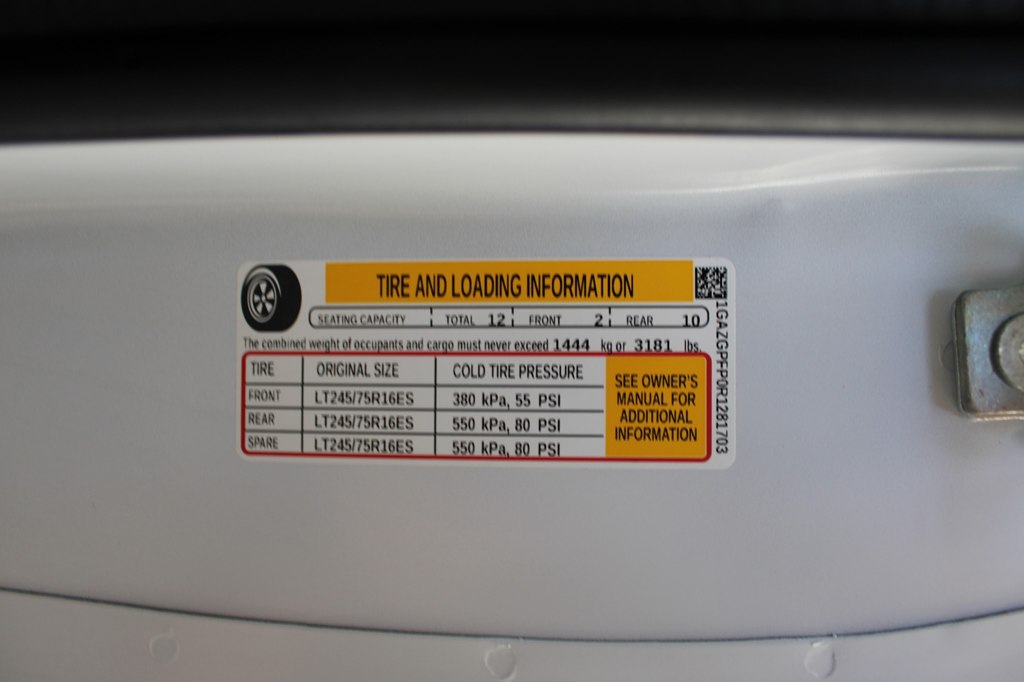 TIRE AND LOADING INFORMATION
SEATING CAPACITY TOTAL 12 FRONT 2 REAR 10
The combined weight of occupants and cargo must never exceed 1444 kg or 3181 lbs.
TIRE ORIGINAL SIZE COLD TIRE PRESSURE
FRONT LT245/75R16ES 380 kPa, 55 PSI
REAR LT245/75R16ES 550 kPa, 80 PSI
SPARE LT245/75R16ES 550 kPa, 80 PSI
SEE OWNER'S
MANUAL FOR
ADDITIONAL
INFORMATION
1GAZGPFP0R1281703